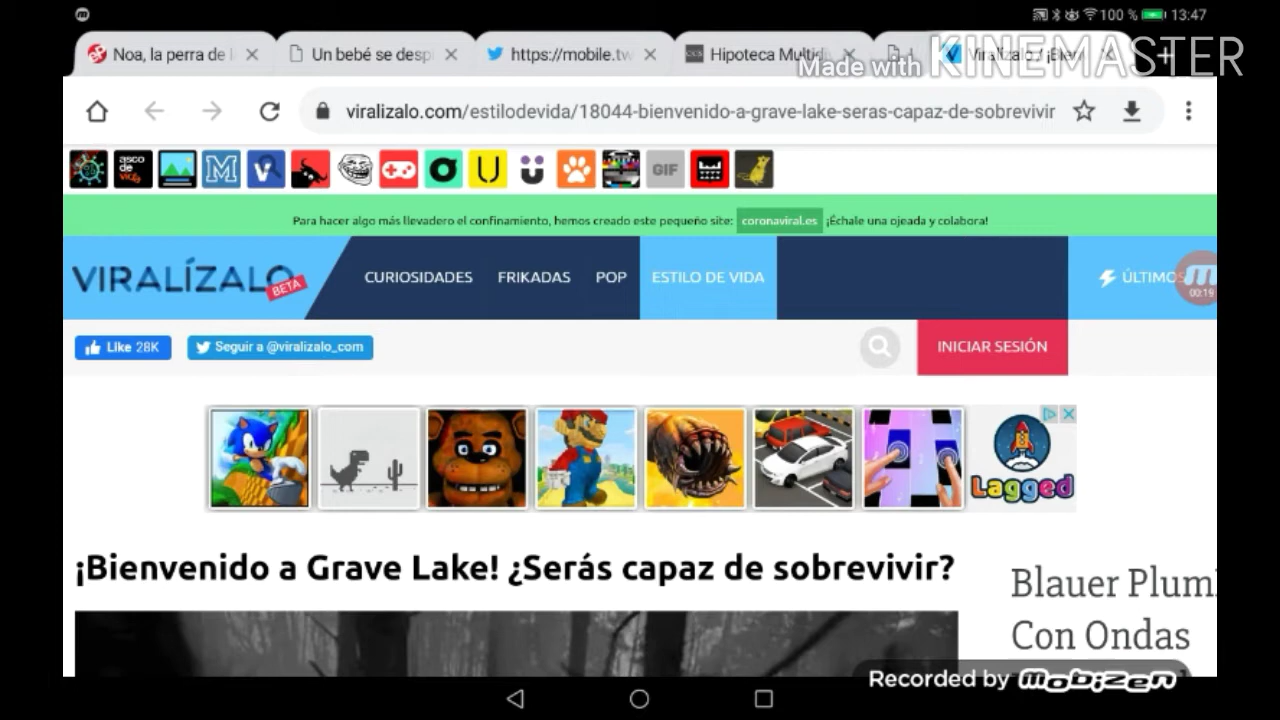 100 % 13:47
Noa, la perra de
Un bebé se desp
https://mobile.tw
Hipoteca Multidi
Made with KINEMASTER
viralizalo.com/estilodevida/18044-bienvenido-a-grave-lake-seras-capaz-de-sobrevivir
asco
de
vida
GIF
Para hacer algo más llevadero el confinamiento, hemos creado este pequeño site: coronaviral.es ¡Échale una ojeada y colabora!
VIRALÍZALO
BETA
CURIOSIDADES FRIKADAS POP ESTILO DE VIDA
ÚLTIMOS
00:19
Like 28K
Seguir a @viralizalo_com
INICIAR SESIÓN
Lagged
¡Bienvenido a Grave Lake! ¿Serás capaz de sobrevivir?
Blauer Plum
Con Ondas
Recorded by mobizen